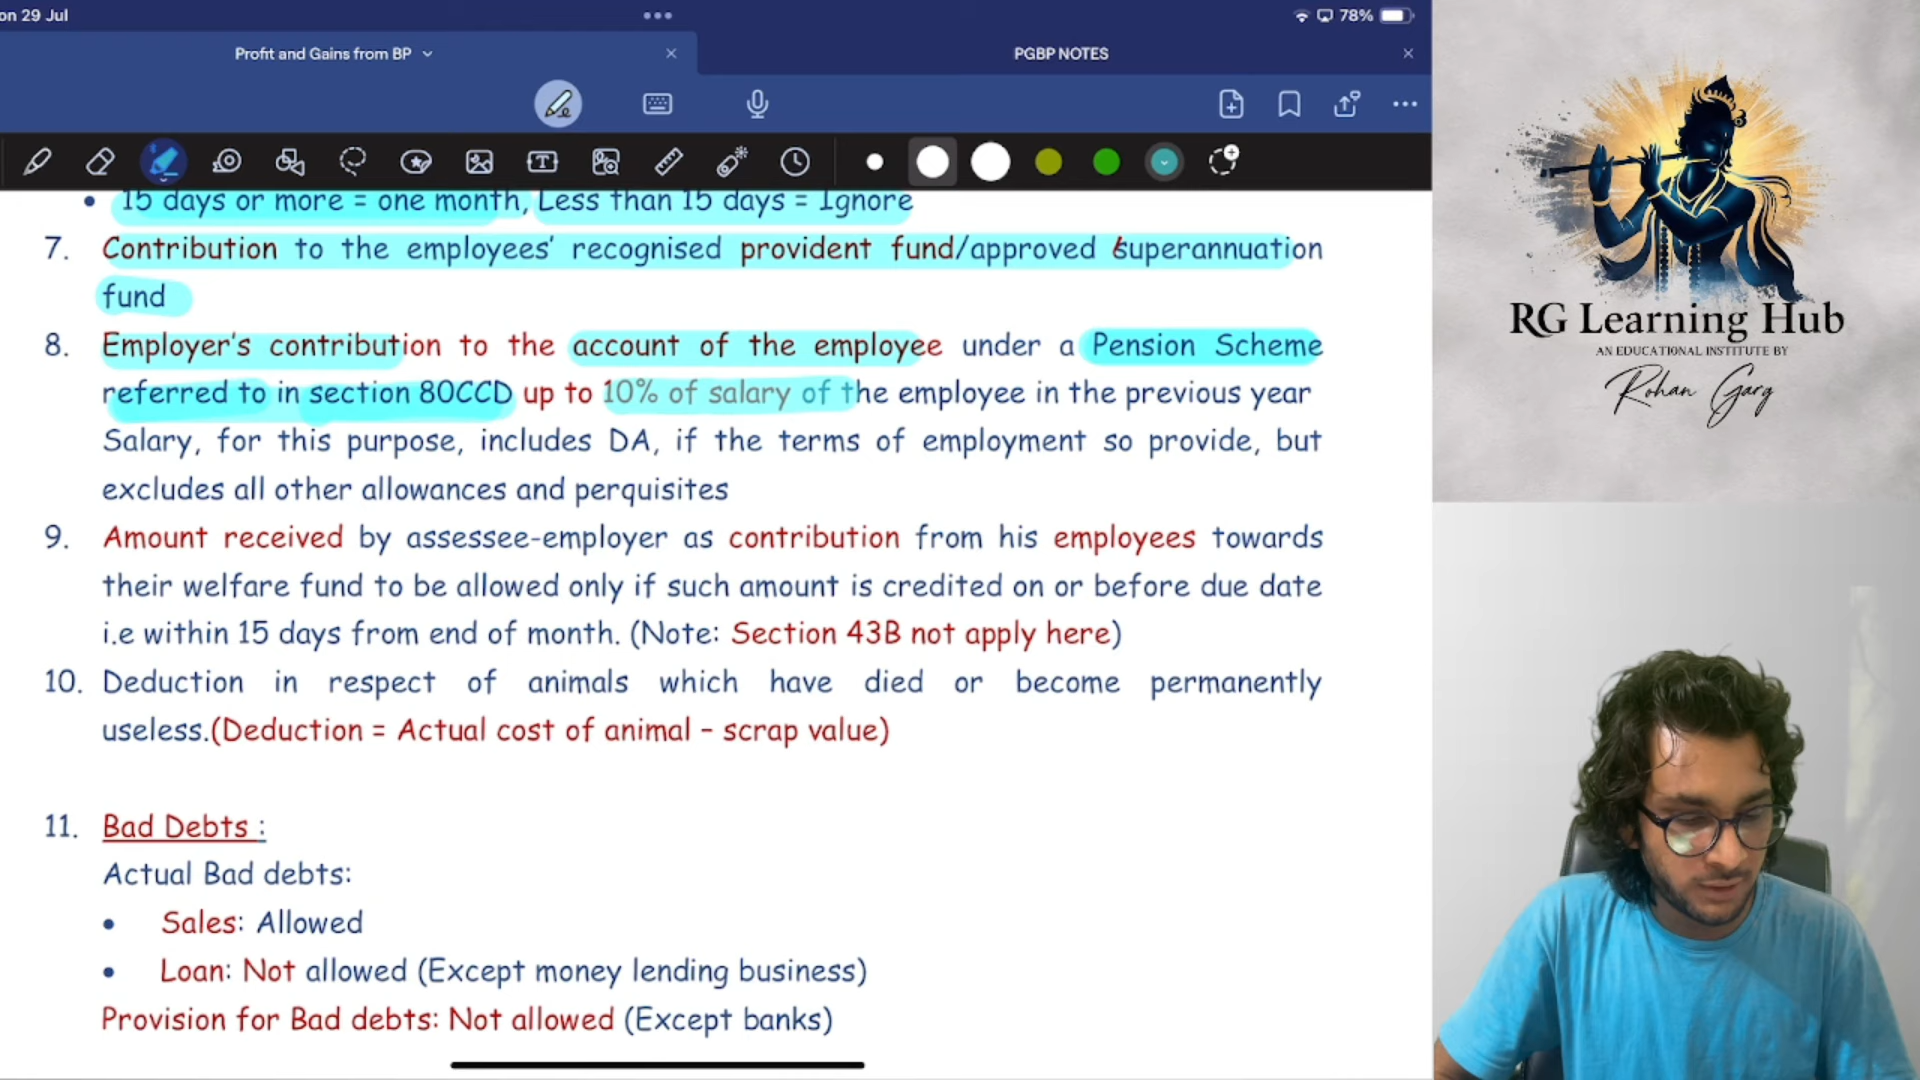 on 29 Jul
78%
Profit and Gains from BP
PGBP NOTES
• 15 days or more = one month, Less than 15 days = Ignore
7. Contribution to the employees' recognised provident fund/approved superannuation
fund
8. Employer's contribution to the account of the employee under a Pension Scheme
referred to in section 80CCD up to 10% of salary of the employee in the previous year
Salary, for this purpose, includes DA, if the terms of employment so provide, but
excludes all other allowances and perquisites
9. Amount received by assessee-employer as contribution from his employees towards
their welfare fund to be allowed only if such amount is credited on or before due date
i.e within 15 days from end of month. (Note: Section 43B not apply here)
10. Deduction in respect of animals which have died or become permanently
useless.(Deduction = Actual cost of animal – scrap value)
11. Bad Debts :
Actual Bad debts:
• Sales: Allowed
• Loan: Not allowed (Except money lending business)
Provision for Bad debts: Not allowed (Except banks)
RG Learning Hub
AN EDUCATIONAL INSTITUTE BY
Rohan Garg